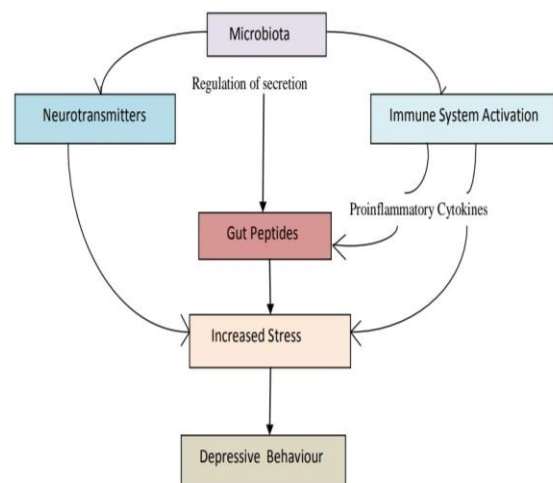 Microbiota
Regulation of secretion
Neurotransmitters
Immune System Activation
Proinflammatory Cytokines
Gut Peptides
Increased Stress
Depressive Behaviour